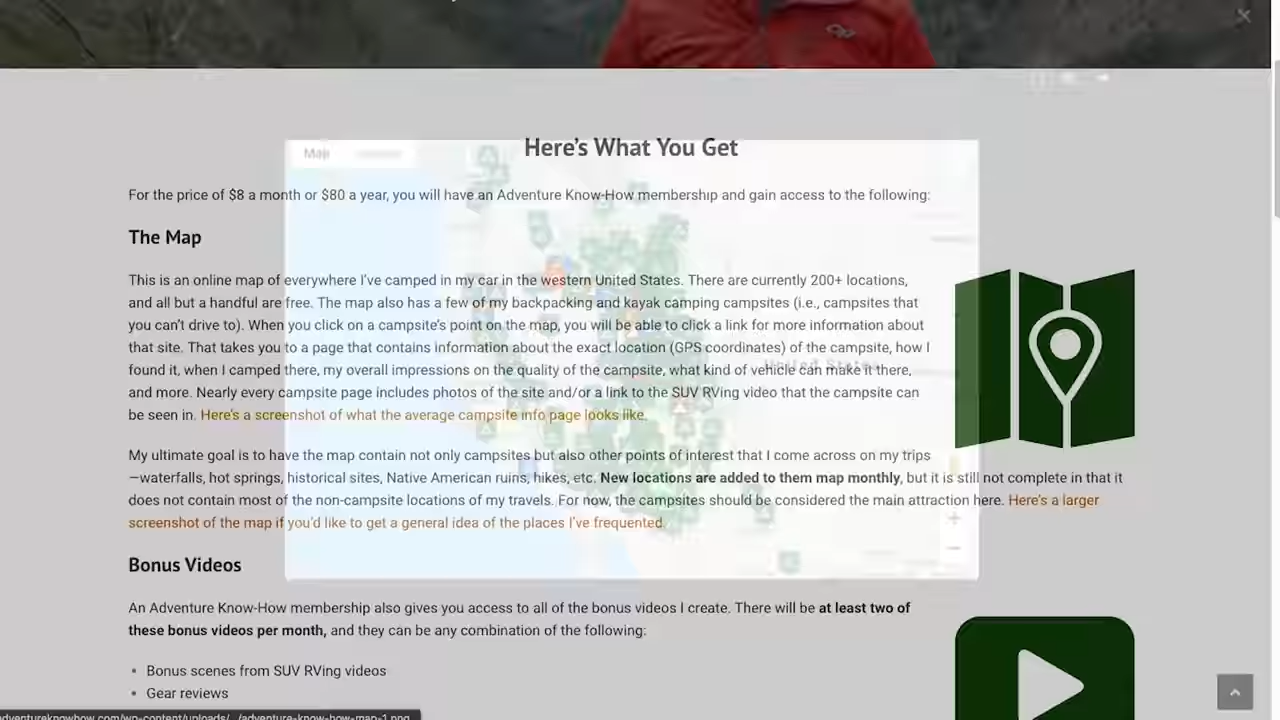 Here's What You Get
Map
For the price of $8 a month or $80 a year, you will have an Adventure Know-How membership and gain access to the following:
The Map
This is an online map of everywhere I've camped in my car in the western United States. There are currently 200+ locations,
and all but a handful are free. The map also has a few of my backpacking and kayak camping campsites (i.e., campsites that
you can't drive to). When you click on a campsite's point on the map, you will be able to click a link for more information about
that site. That takes you to a page that contains information about the exact location (GPS coordinates) of the campsite, how I
found it, when I camped there, my overall impressions on the quality of the campsite, what kind of vehicle can make it there,
United States
and more. Nearly every campsite page includes photos of the site and/or a link to the SUV RVing video that the campsite can
be seen in. Here's a screenshot of what the average campsite info page looks like.
My ultimate goal is to have the map contain not only campsites but also other points of interest that I come across on my trips
—waterfalls, hot springs, historical sites, Native American ruins, hikes, etc. New locations are added to them map monthly, but it is still not complete in that it
does not contain most of the non-campsite locations of my travels. For now, the campsites should be considered the main attraction here. Here's a larger
screenshot of the map if you'd like to get a general idea of the places I've frequented.
Bonus Videos
An Adventure Know-How membership also gives you access to all of the bonus videos I create. There will be at least two of
these bonus videos per month, and they can be any combination of the following:
• Bonus scenes from SUV RVing videos
• Gear reviews
adventureknowhow.com/wp-content/uploads/.../adventure-know-how-map-1.png